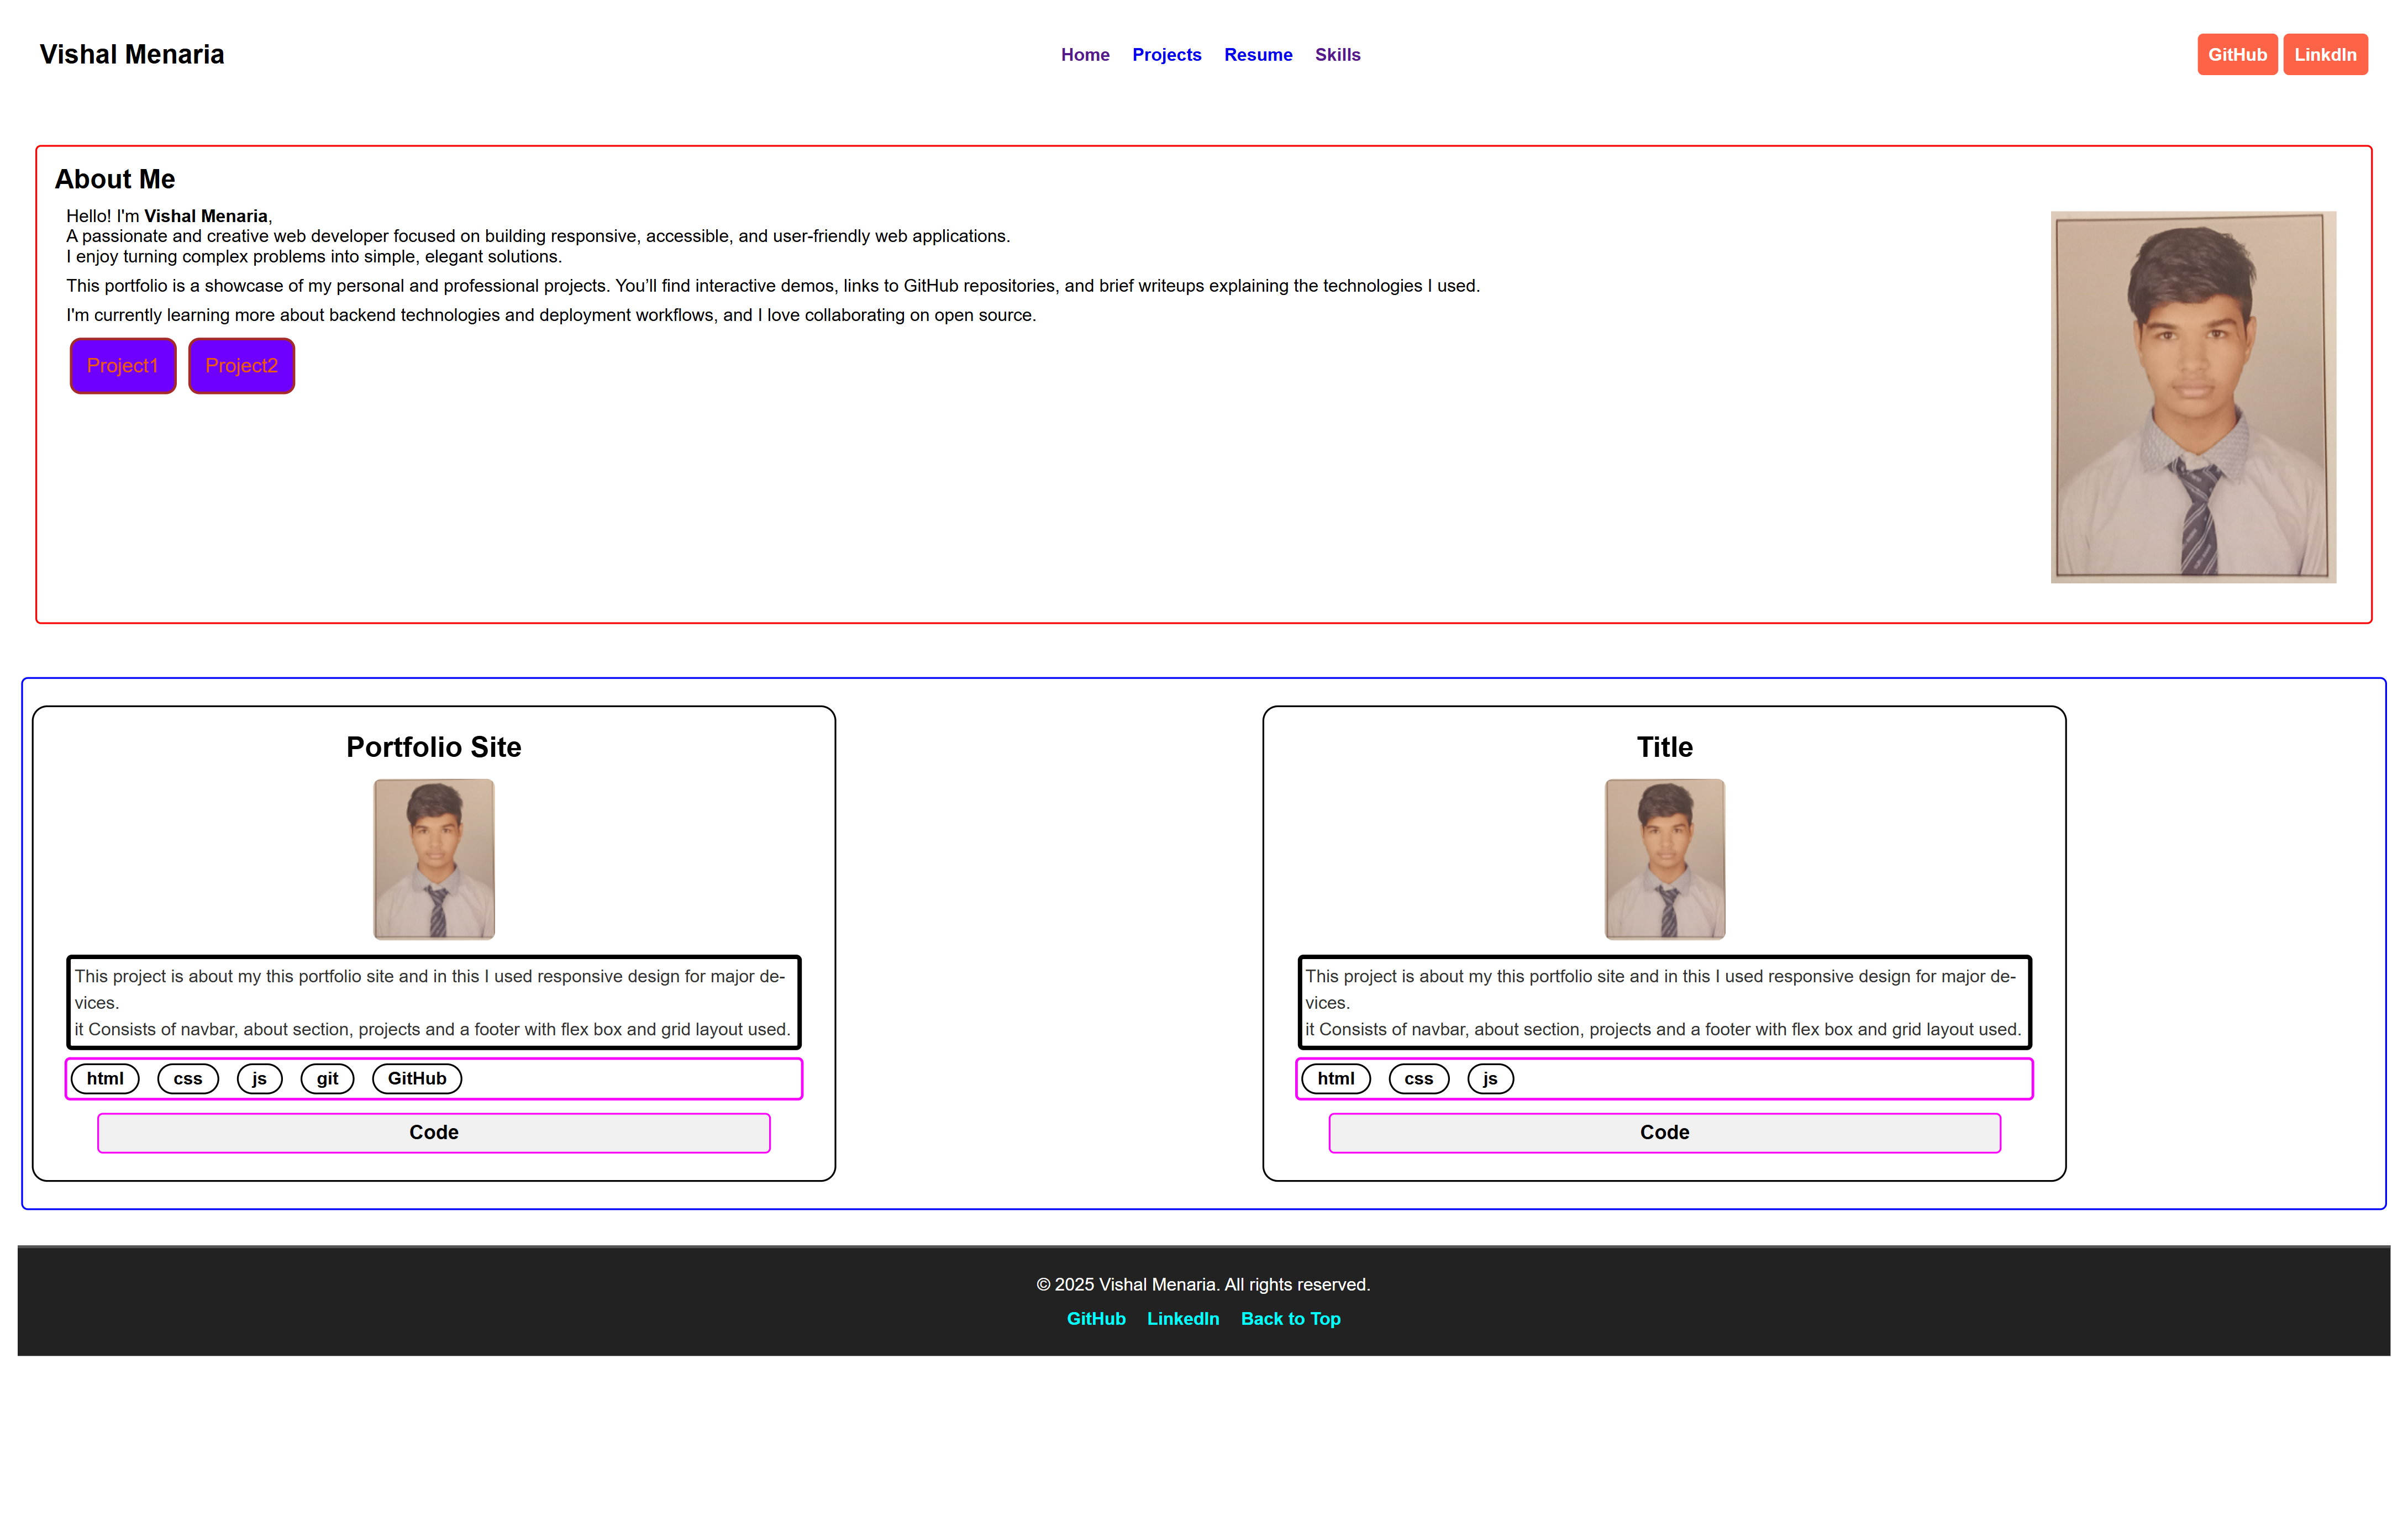 Vishal Menaria
Home Projects Resume Skills
GitHub LinkdIn
About Me
Hello! I'm Vishal Menaria,
A passionate and creative web developer focused on building responsive, accessible, and user-friendly web applications.
I enjoy turning complex problems into simple, elegant solutions.
This portfolio is a showcase of my personal and professional projects. You’ll find interactive demos, links to GitHub repositories, and brief writeups explaining the technologies I used.
I'm currently learning more about backend technologies and deployment workflows, and I love collaborating on open source.
Project1 Project2
Portfolio Site
This project is about my this portfolio site and in this I used responsive design for major de-
vices.
it Consists of navbar, about section, projects and a footer with flex box and grid layout used.
html css js git GitHub
Code
Title
This project is about my this portfolio site and in this I used responsive design for major de-
vices.
it Consists of navbar, about section, projects and a footer with flex box and grid layout used.
html css js
Code
© 2025 Vishal Menaria. All rights reserved.
GitHub LinkedIn Back to Top